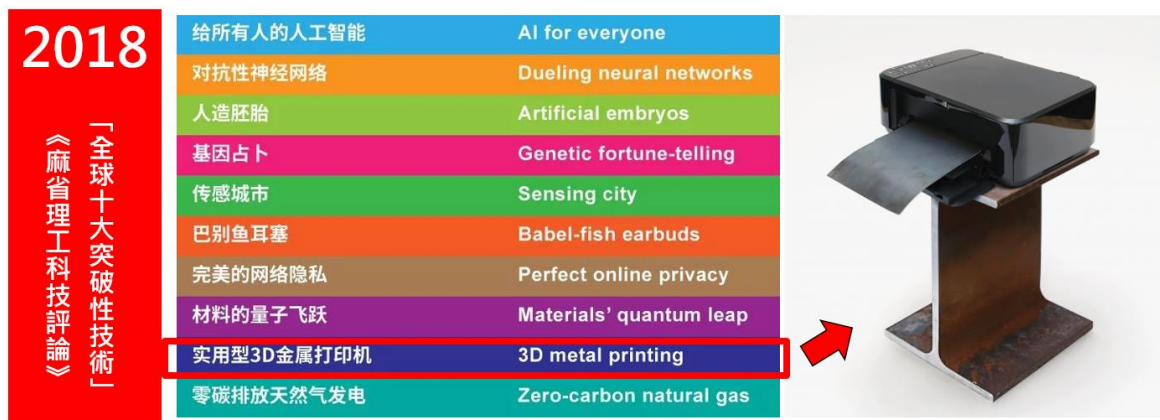 2018
「全球十大突破性技術」
《麻省理工科技評論》
给所有人的人工智能 AI for everyone
对抗性神经网络 Dueling neural networks
人造胚胎 Artificial embryos
基因占卜 Genetic fortune-telling
传感城市 Sensing city
巴别鱼耳塞 Babel-fish earbuds
完美的网络隐私 Perfect online privacy
材料的量子飞跃 Materials' quantum leap
实用型3D金属打印机 3D metal printing
零碳排放天然气发电 Zero-carbon natural gas